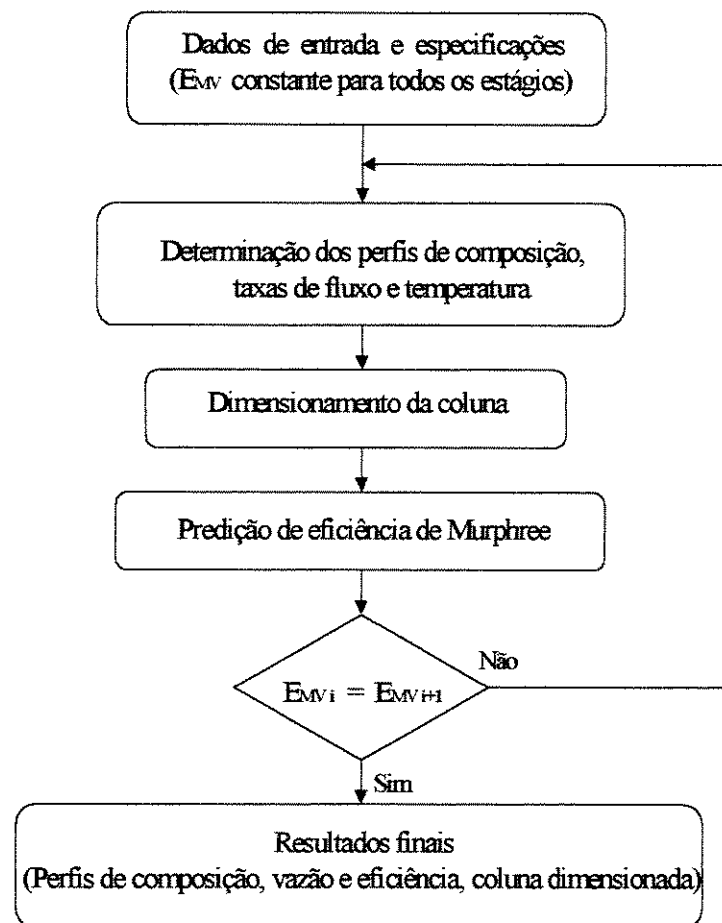 Dados de entrada e especificações
(EMV constante para todos os estágios)
Determinação dos perfis de composição,
taxas de fluxo e temperatura
Dimensionamento da coluna
Predição de eficiência de Murphree
EMV i = EMV i+1
Não
Sim
Resultados finais
(Perfis de composição, vazão e eficiência, coluna dimensionada)